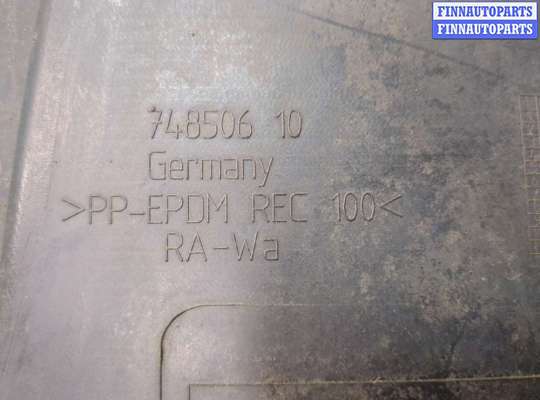 FINNAUTOPARTS
FINNAUTOPARTS
748506 10
Germany
>PP-EPDM REC 100<
RA-Wa